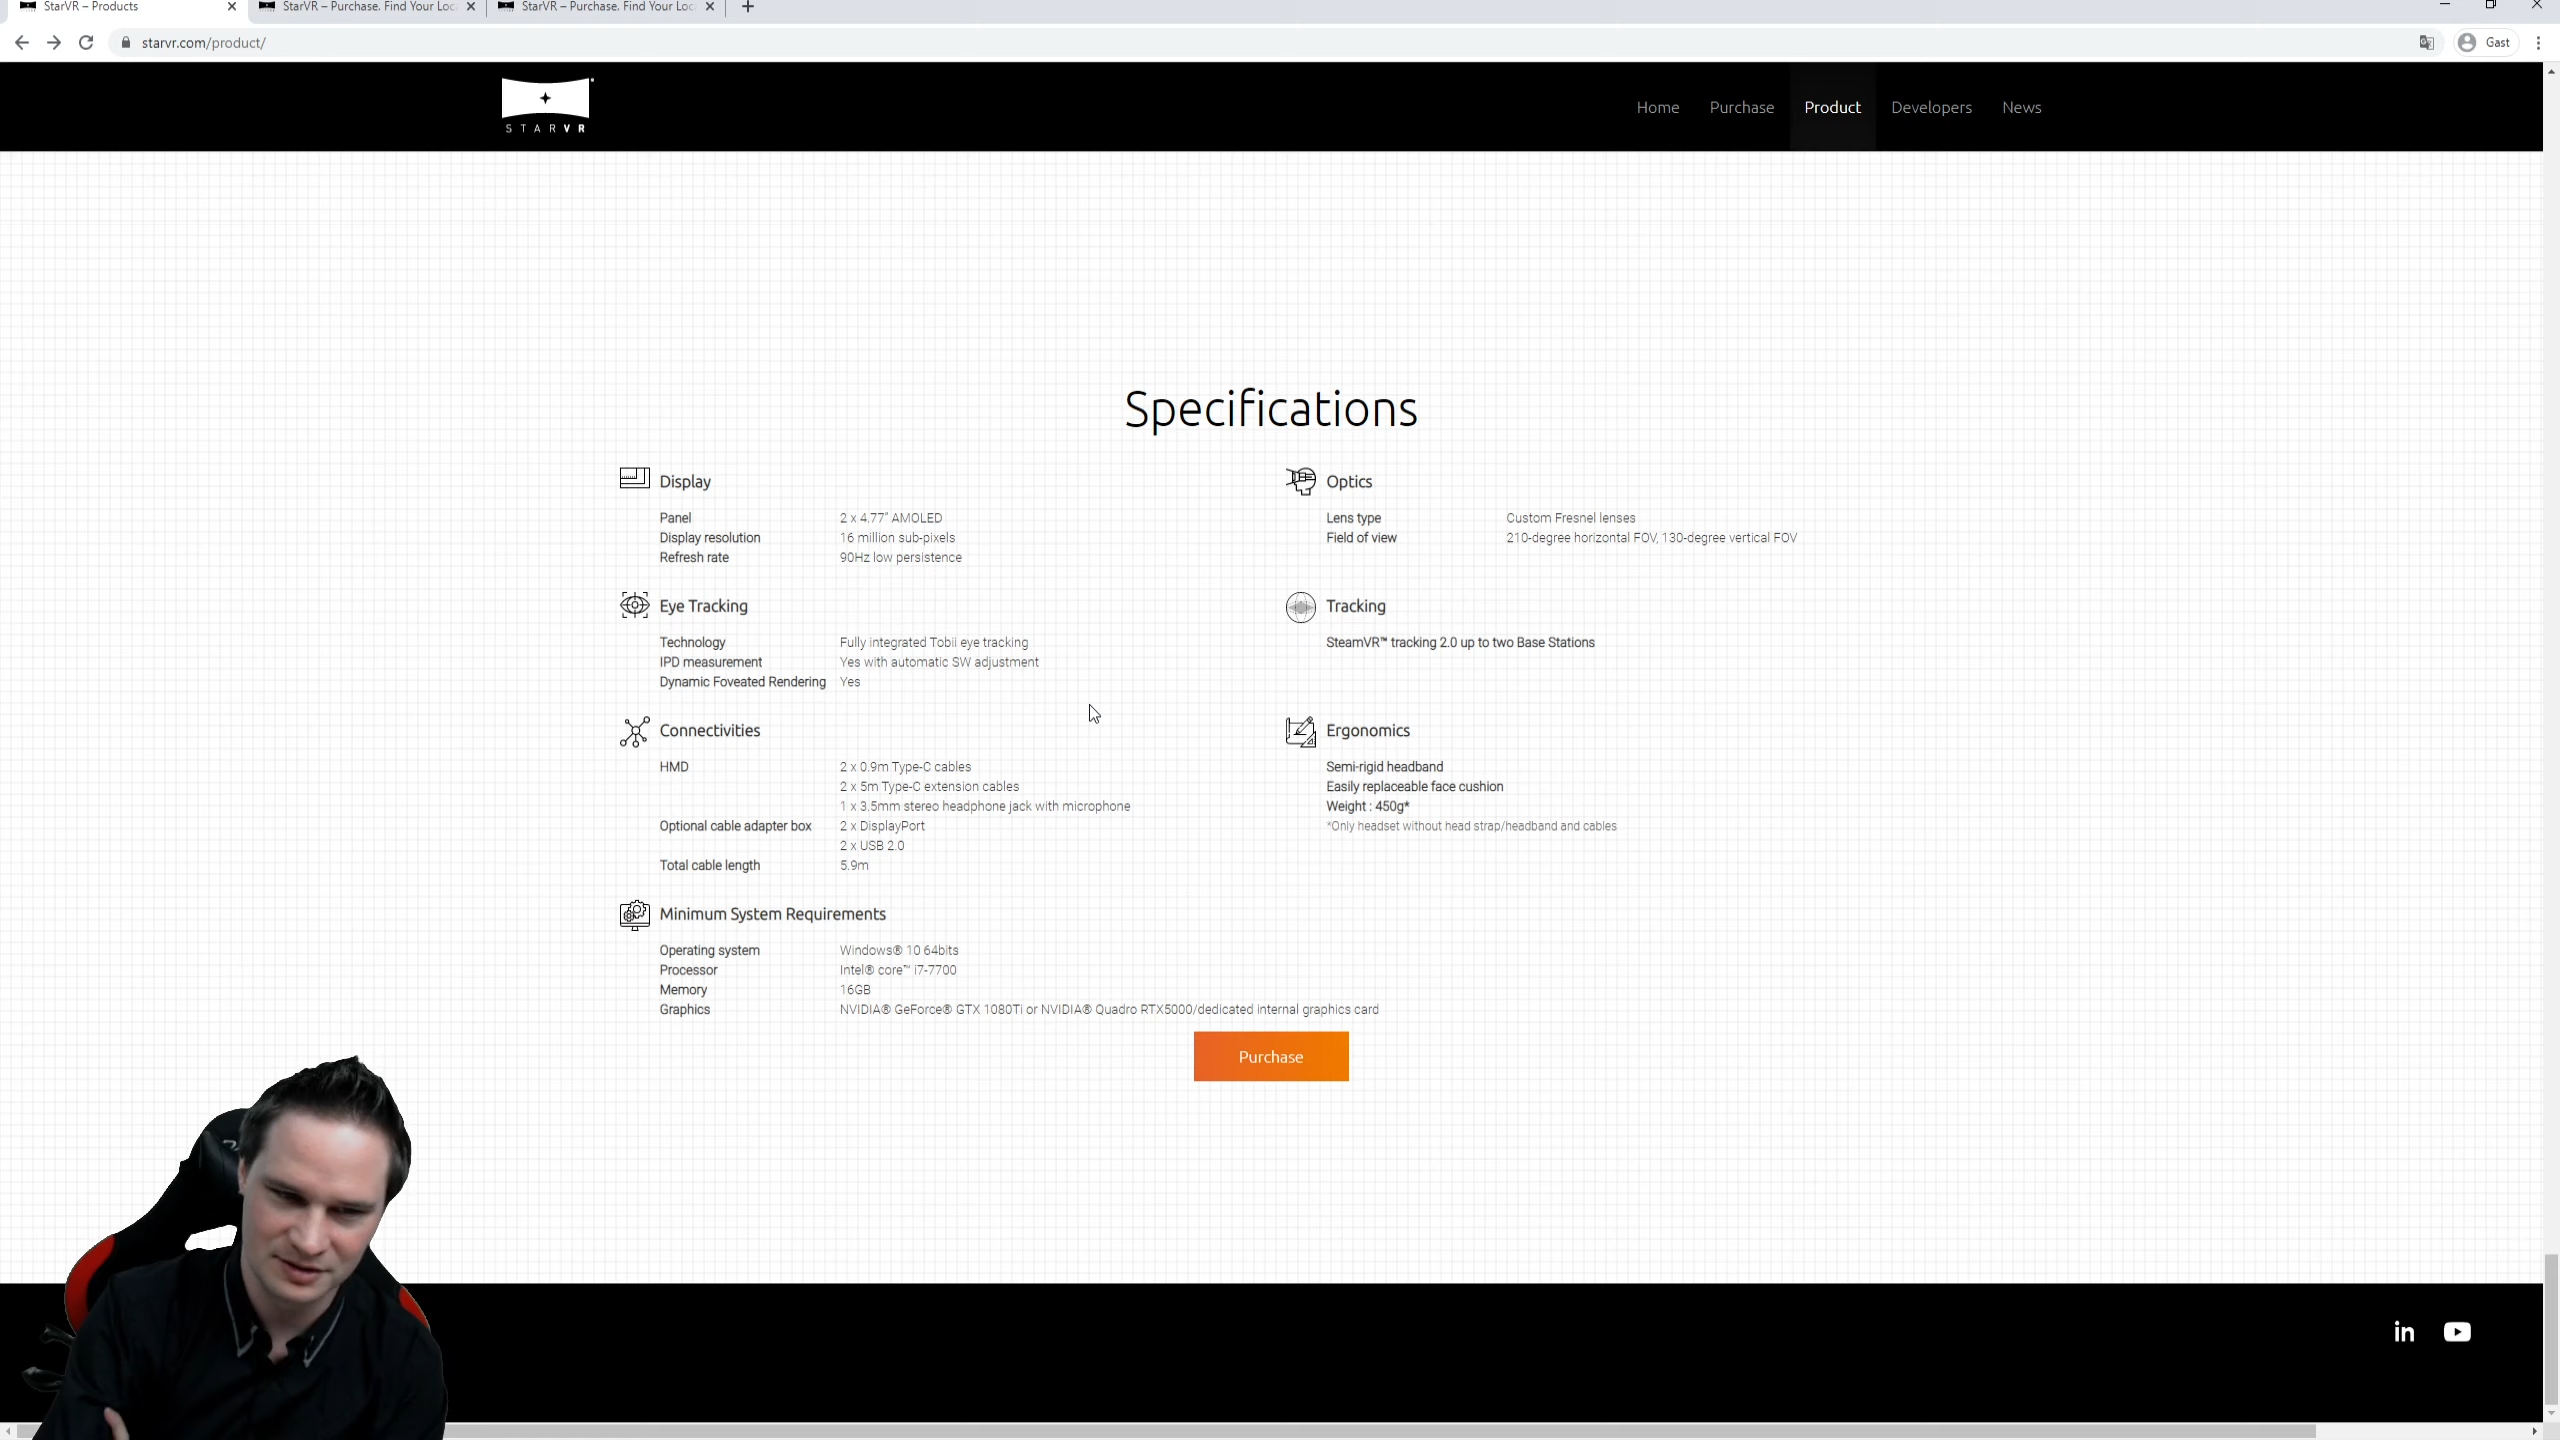 StarVR – Products
StarVR – Purchase. Find Your Loc
StarVR – Purchase. Find Your Loc
starvr.com/product/
Gast
STARVR
Home
Purchase
Product
Developers
News
Specifications
Display
Panel 2 x 4.77” AMOLED
Display resolution 16 million sub-pixels
Refresh rate 90Hz low persistence
Optics
Lens type Custom Fresnel lenses
Field of view 210-degree horizontal FOV, 130-degree vertical FOV
Eye Tracking
Technology Fully integrated Tobii eye tracking
IPD measurement Yes with automatic SW adjustment
Dynamic Foveated Rendering Yes
Tracking
SteamVR™ tracking 2.0 up to two Base Stations
Connectivities
HMD 2 x 0.9m Type-C cables
2 x 5m Type-C extension cables
1 x 3.5mm stereo headphone jack with microphone
Optional cable adapter box 2 x DisplayPort
2 x USB 2.0
Total cable length 5.9m
Ergonomics
Semi-rigid headband
Easily replaceable face cushion
Weight : 450g*
*Only headset without head strap/headband and cables
Minimum System Requirements
Operating system Windows® 10 64bits
Processor Intel® core™ i7-7700
Memory 16GB
Graphics NVIDIA® GeForce® GTX 1080Ti or NVIDIA® Quadro RTX5000/dedicated internal graphics card
Purchase
in